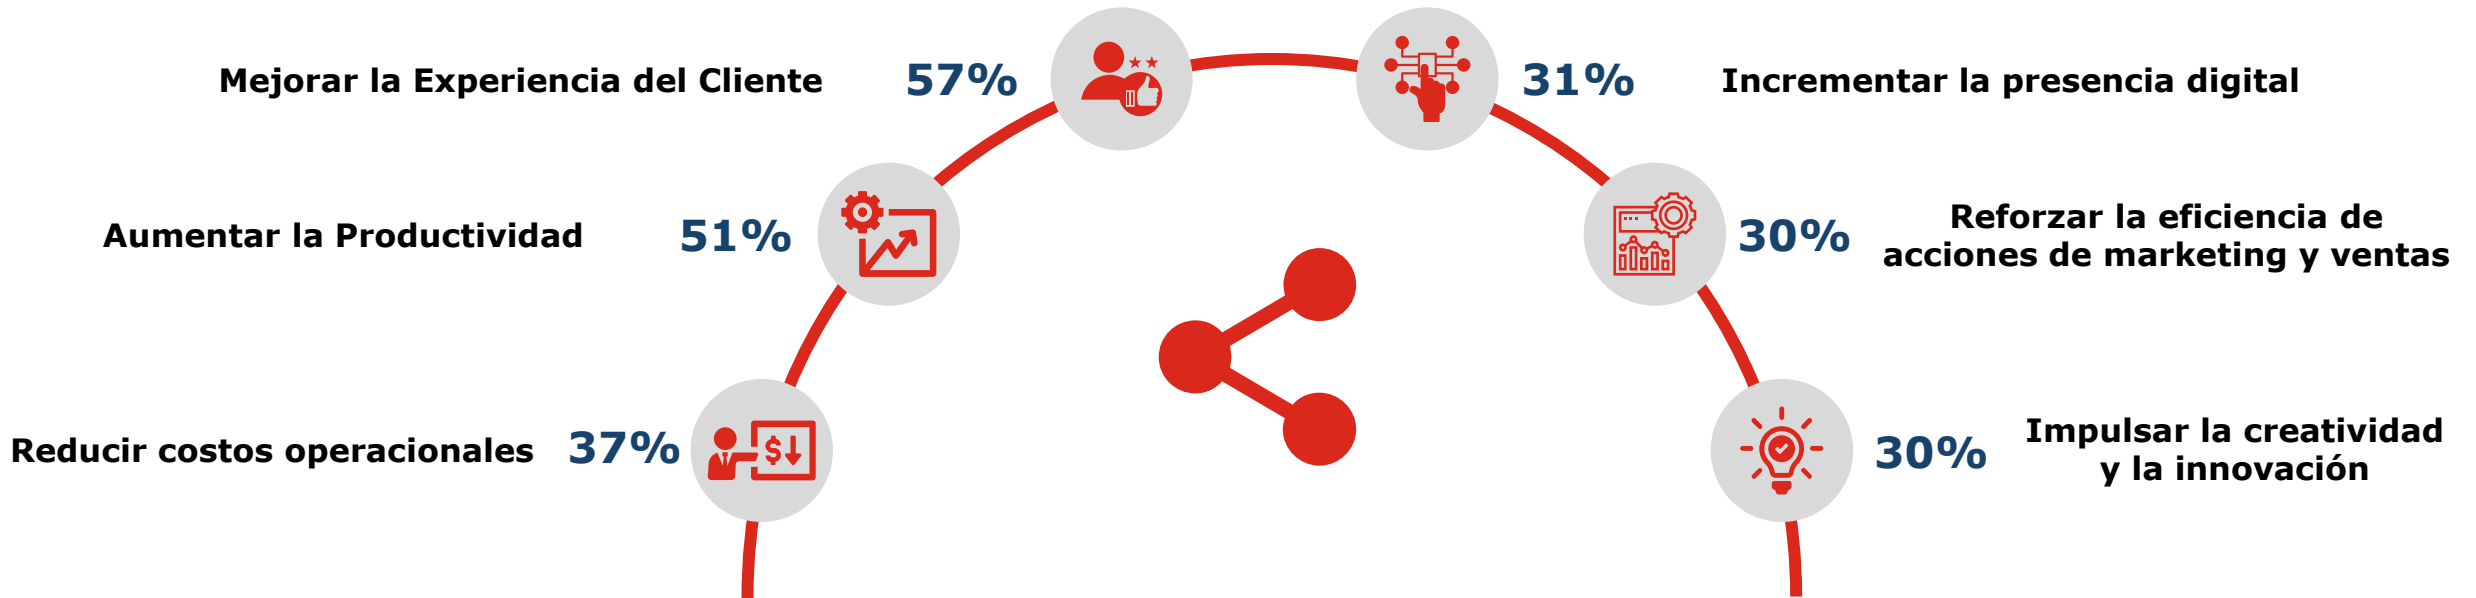 Mejorar la Experiencia del Cliente 57%
31% Incrementar la presencia digital
Aumentar la Productividad 51%
30% Reforzar la eficiencia de
acciones de marketing y ventas
Reducir costos operacionales 37%
$
30% Impulsar la creatividad
y la innovación